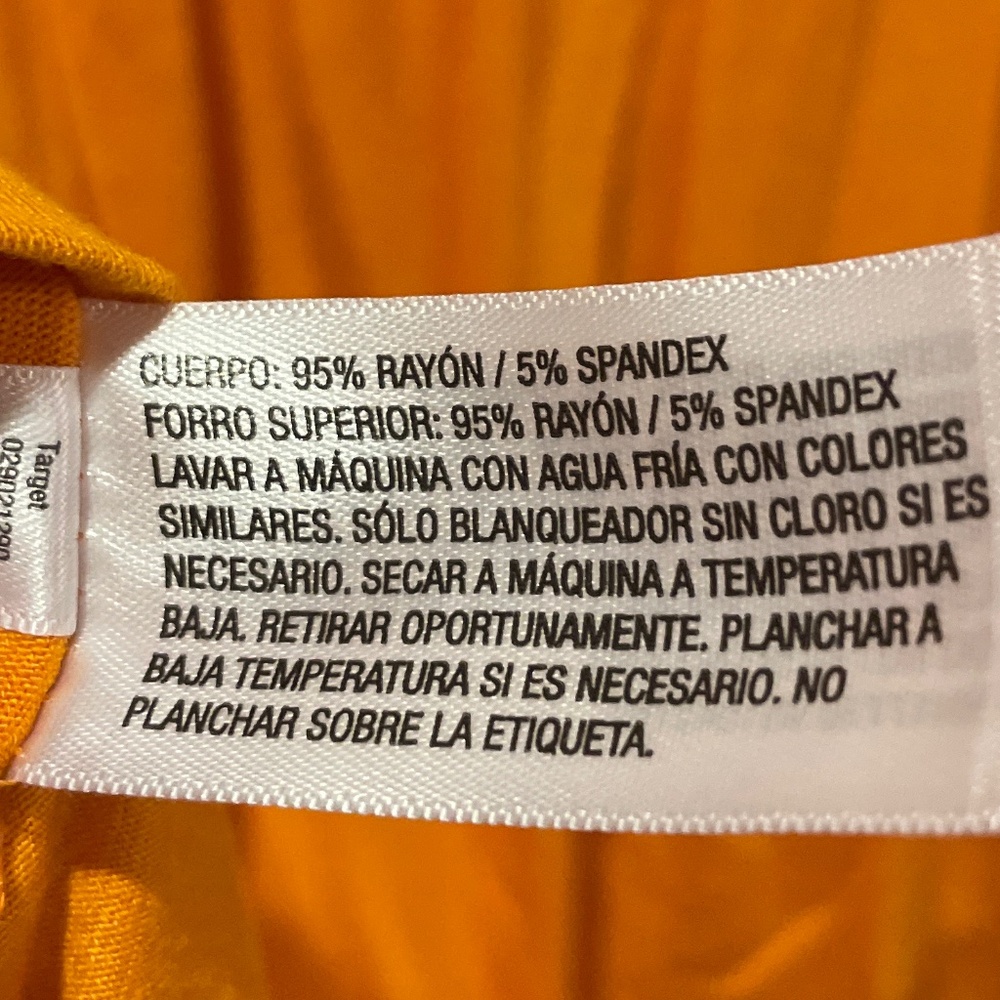 CUERPO: 95% RAYÓN / 5% SPANDEX
FORRO SUPERIOR: 95% RAYÓN / 5% SPANDEX
LAVAR A MÁQUINA CON AGUA FRÍA CON COLORES
SIMILARES. SÓLO BLANQUEADOR SIN CLORO SI ES
NECESARIO. SECAR A MÁQUINA A TEMPERATURA
BAJA. RETIRAR OPORTUNAMENTE. PLANCHAR A
BAJA TEMPERATURA SI ES NECESARIO. NO
PLANCHAR SOBRE LA ETIQUETA.
Target